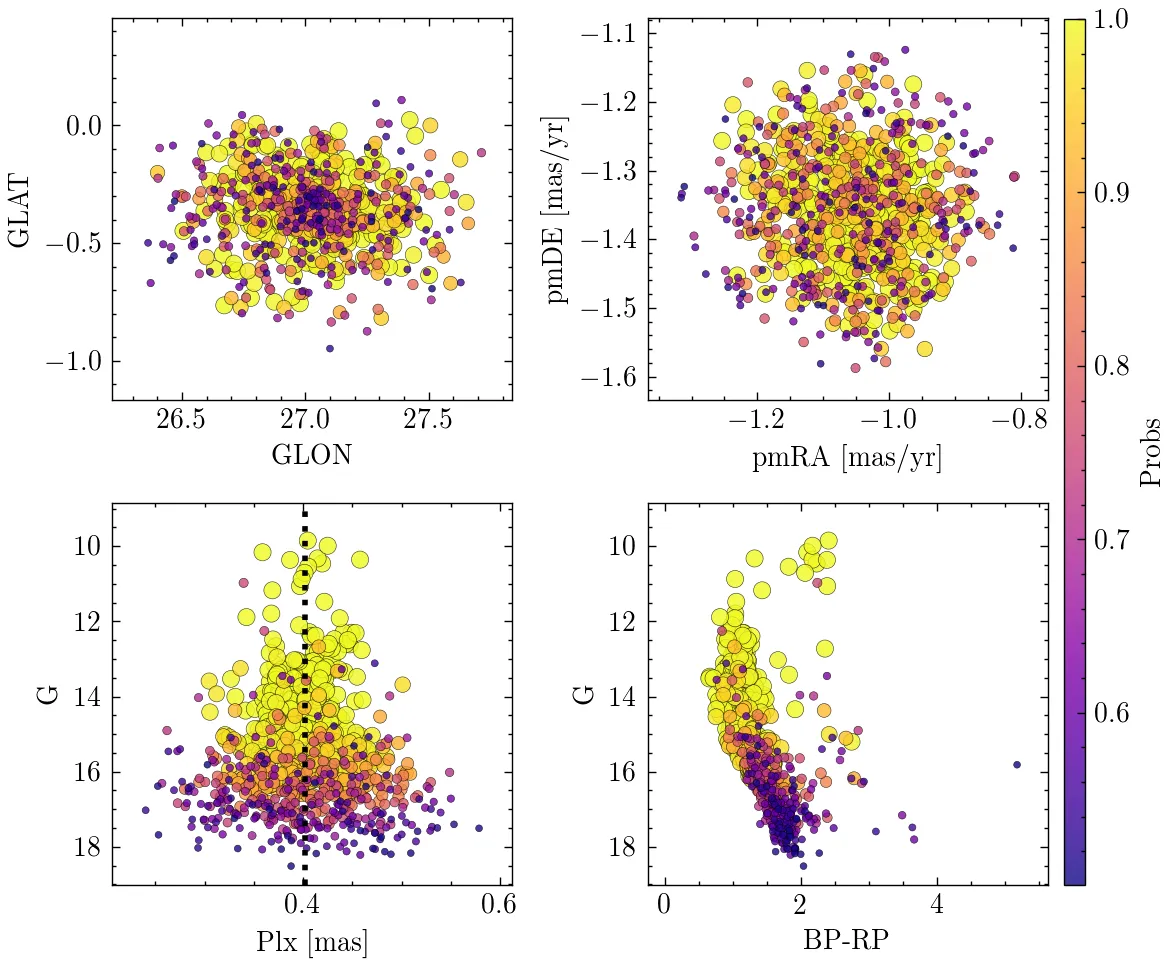 GLAT
0.0
−0.5
−1.0
26.5 27.0 27.5
GLON
pmDE [mas/yr]
−1.1
−1.2
−1.3
−1.4
−1.5
−1.6
−1.2 −1.0 −0.8
pmRA [mas/yr]
G
10
12
14
16
18
0.4 0.6
Plx [mas]
G
10
12
14
16
18
0 2 4
BP-RP
1.0
0.9
0.8
0.7
0.6
Probs